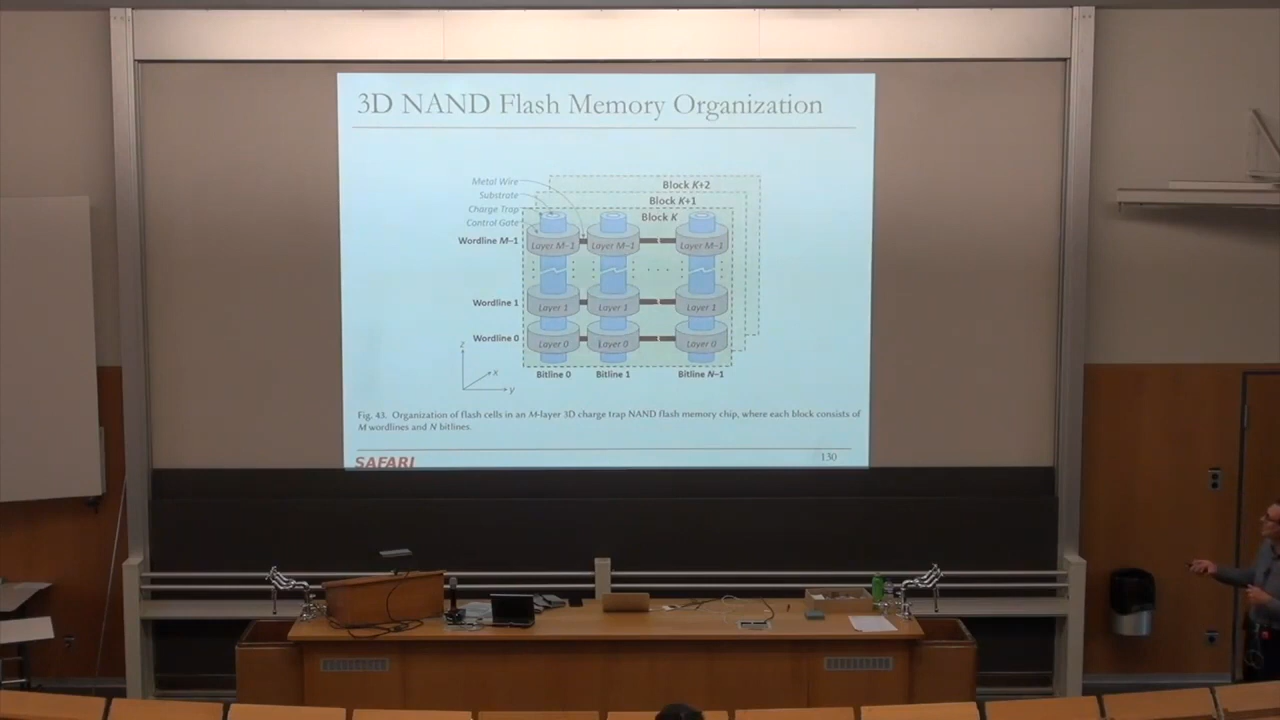 3D NAND Flash Memory Organization
Metal Wire
Substrate
Charge Trap
Control Gate
Block K+2
Block K+1
Block K
Wordline M–1
Layer M–1
Layer M–1
Layer M–1
Wordline 1
Layer 1
Layer 1
Layer 1
Wordline 0
Layer 0
Layer 0
Layer 0
z
x
y
Bitline 0
Bitline 1
Bitline N–1
Fig. 43. Organization of flash cells in an M-layer 3D charge trap NAND flash memory chip, where each block consists of
M wordlines and N bitlines.
SAFARI
130